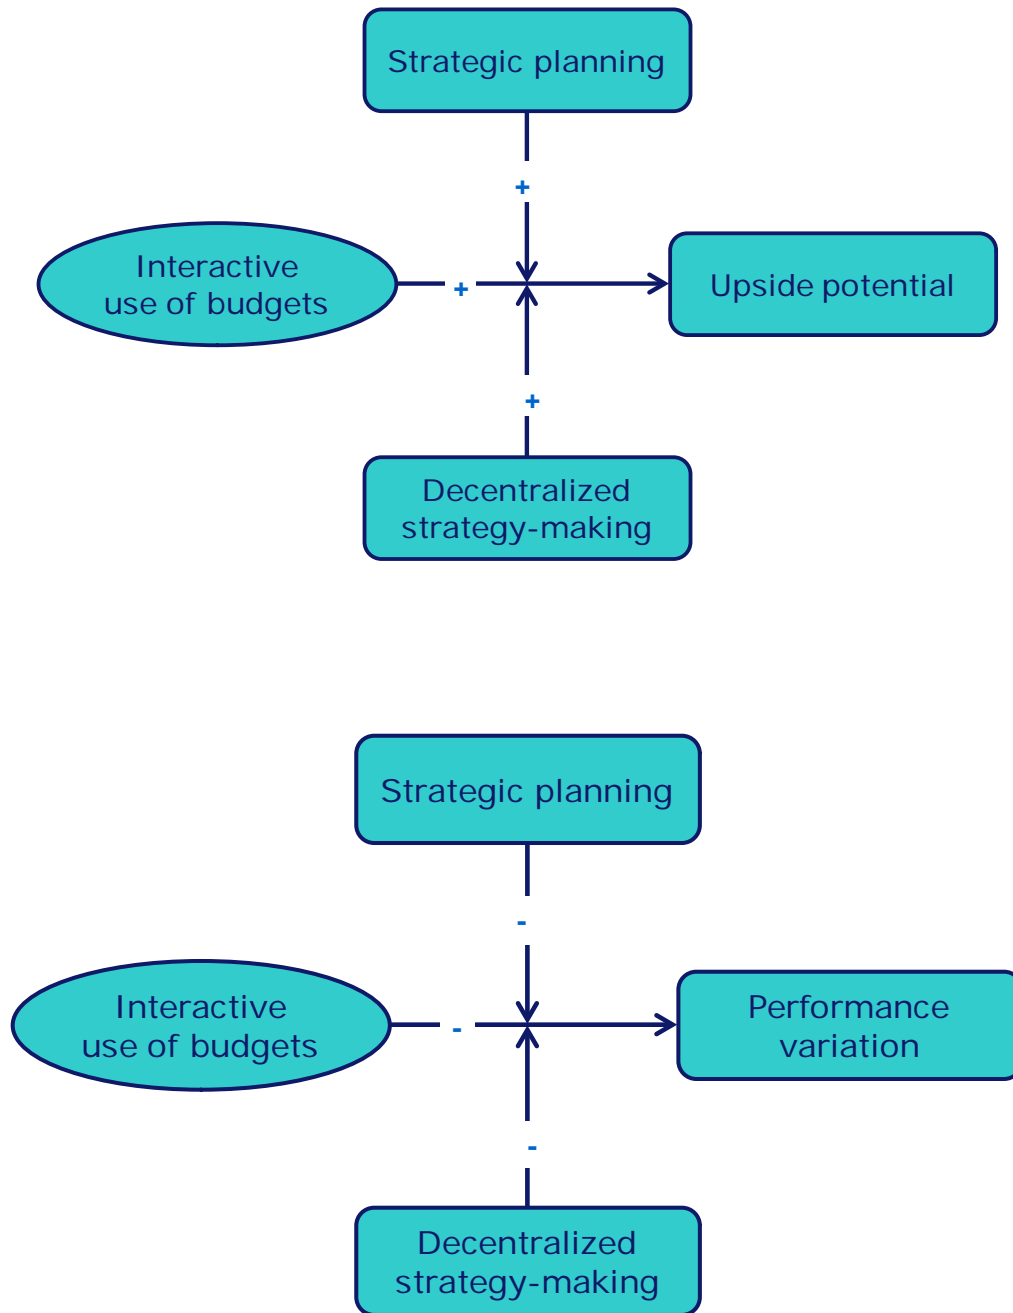 Strategic planning
+
Interactive
use of budgets
+
Upside potential
+
Decentralized
strategy-making
Strategic planning
-
Interactive
use of budgets
-
Performance
variation
-
Decentralized
strategy-making